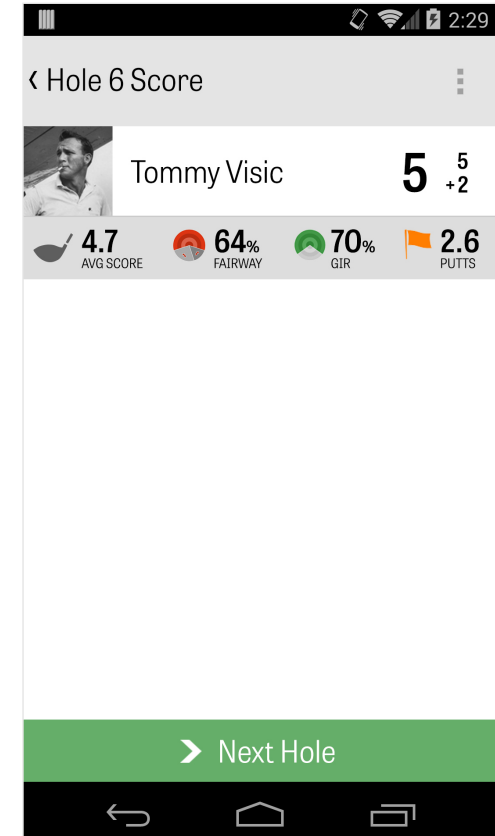 2:29
‹ Hole 6 Score
Tommy Visic
5
5
+2
4.7
AVG SCORE
64%
FAIRWAY
70%
GIR
2.6
PUTTS
Next Hole